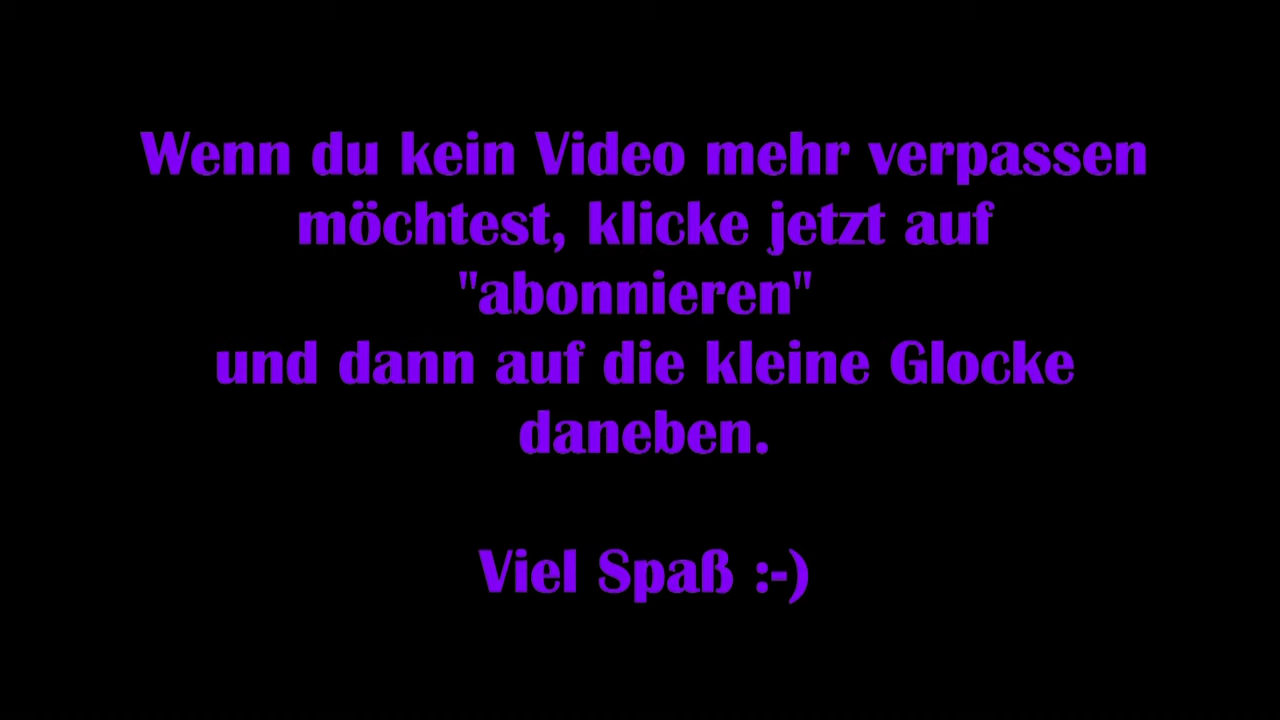 Wenn du kein Video mehr verpassen
möchtest, klicke jetzt auf
"abonnieren"
und dann auf die kleine Glocke
daneben.
Viel Spaß :-)